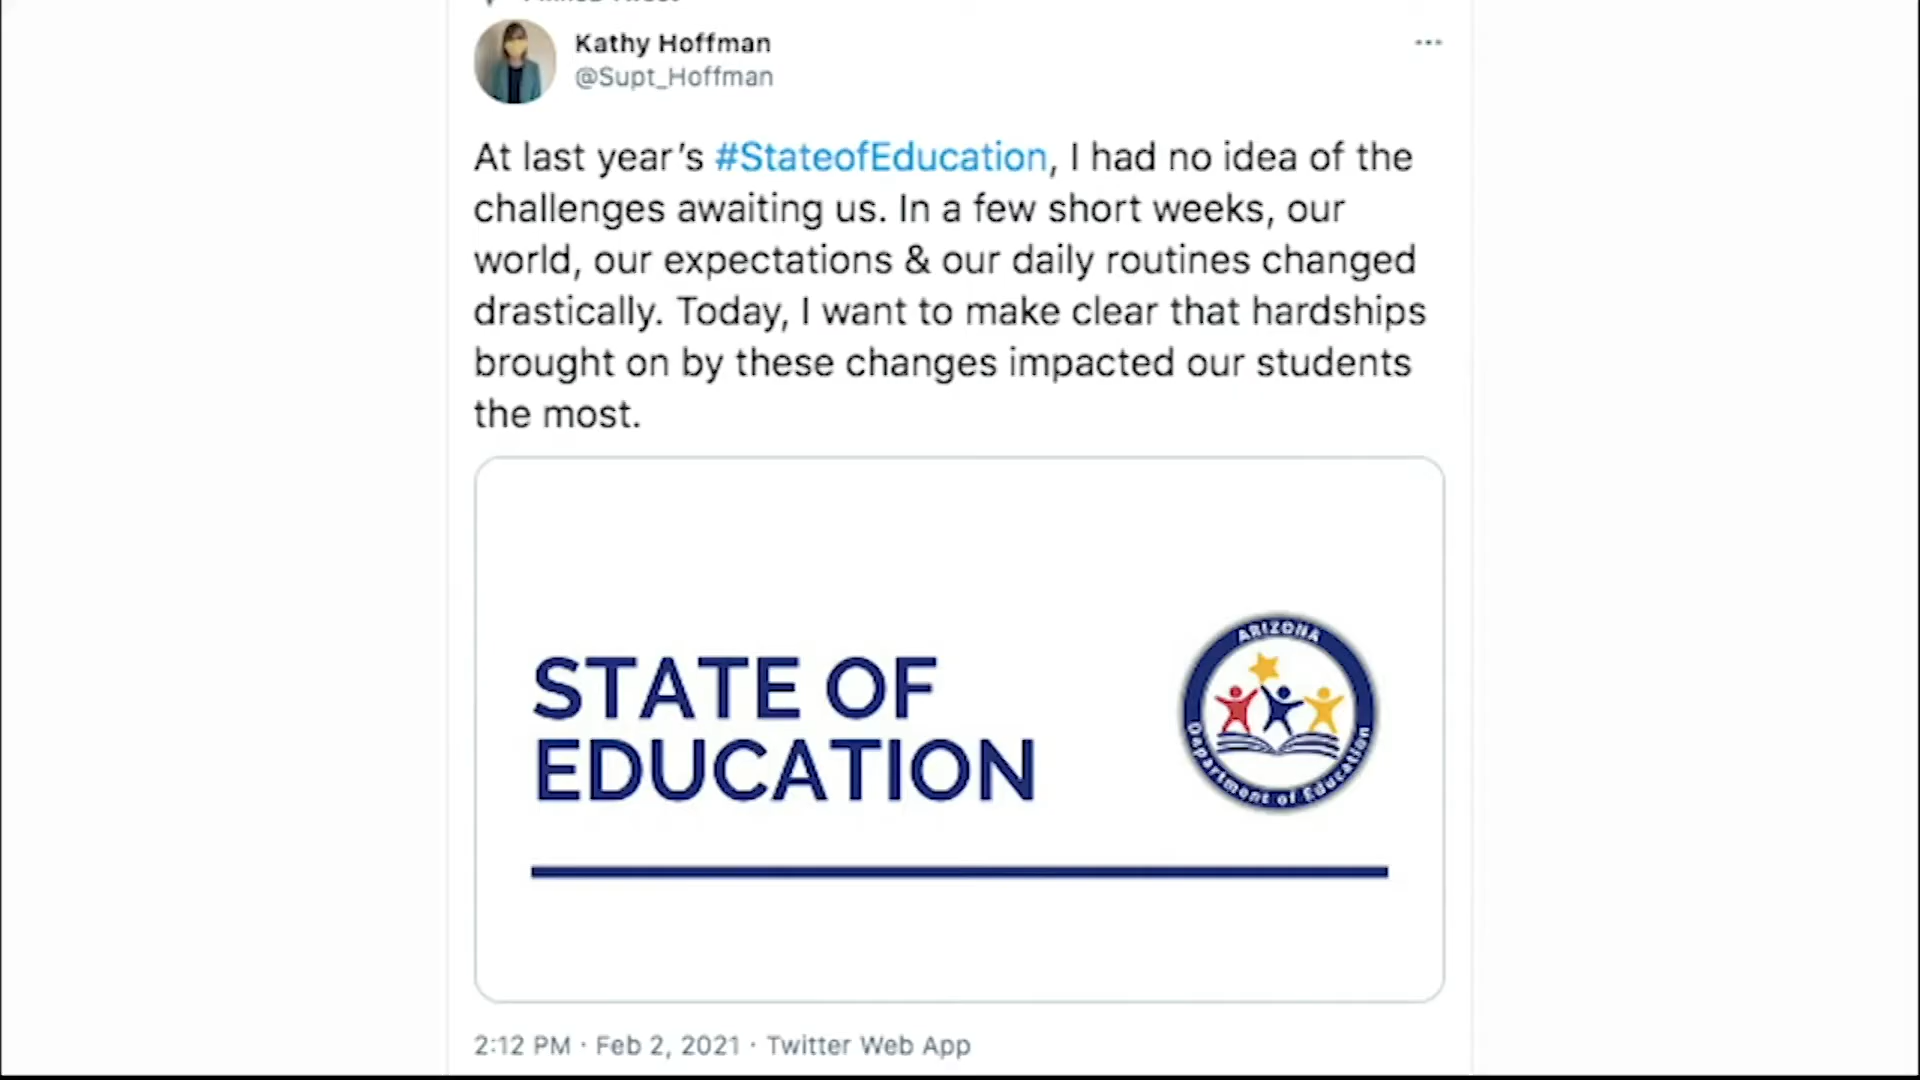 Kathy Hoffman
@Supt_Hoffman
At last year's #StateofEducation, I had no idea of the
challenges awaiting us. In a few short weeks, our
world, our expectations & our daily routines changed
drastically. Today, I want to make clear that hardships
brought on by these changes impacted our students
the most.
STATE OF
EDUCATION
ARIZONA
Department of Education
2:12 PM · Feb 2, 2021 · Twitter Web App